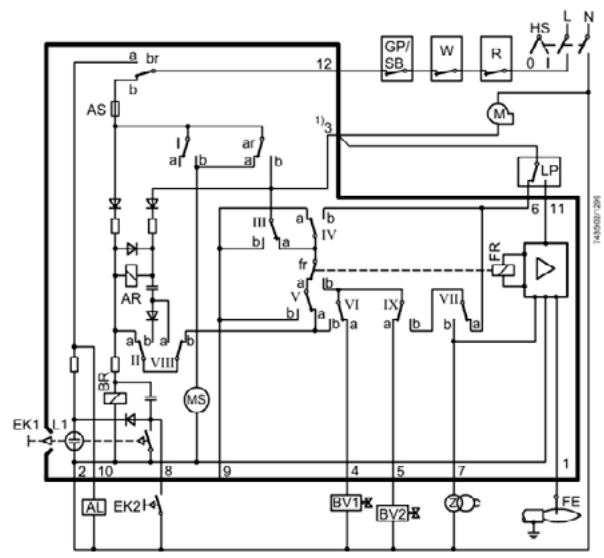 HS
L
N
0
I
GP/
SB
W
R
a
br
b
12
AS
M
1)
3
I
a
b
ar
a
b
LP
6
11
7435d02/1296
III
b
a
a
b
IV
fr
a
b
FR
AR
V
b
a
VI
b
a
IX
a
b
VII
b
a
a
b
II
VIII
a
b
BR
MS
EK1
L1
2
10
8
9
4
5
7
1
AL
EK2
BV1
BV2
Z
FE